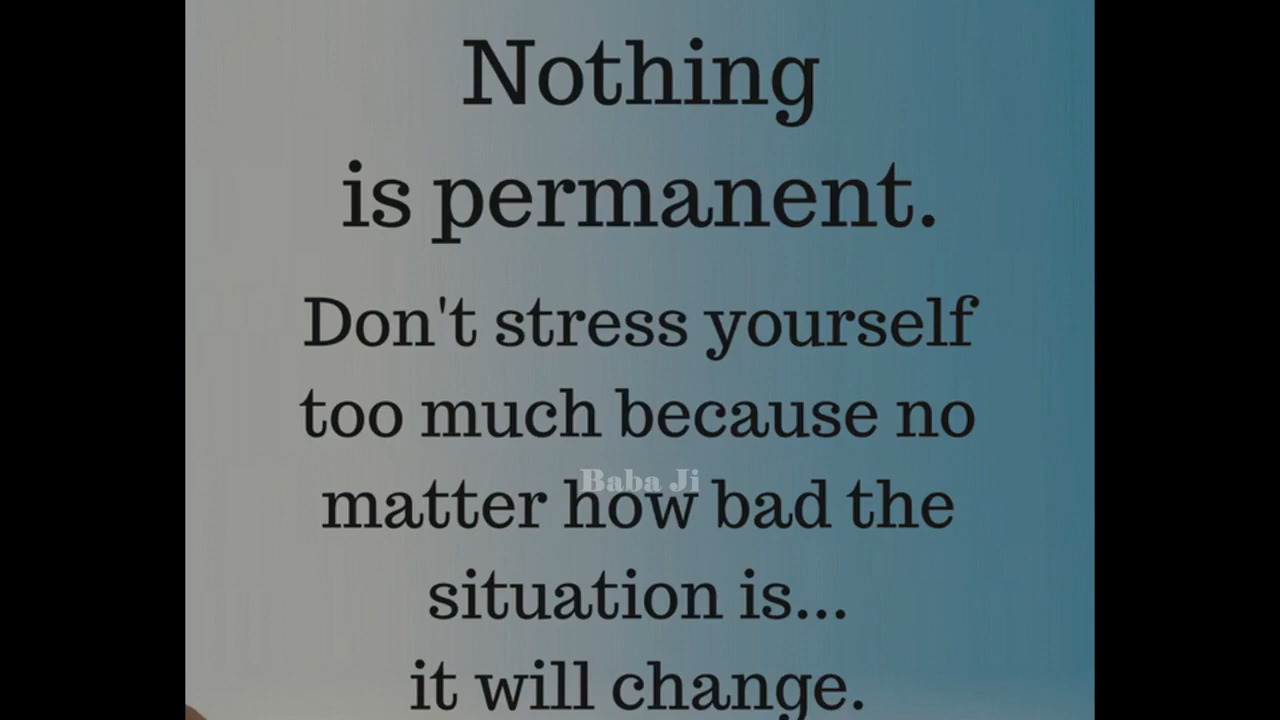 Nothing
is permanent.
Don't stress yourself
too much because no
Baba Ji
matter how bad the
situation is...
it will change.